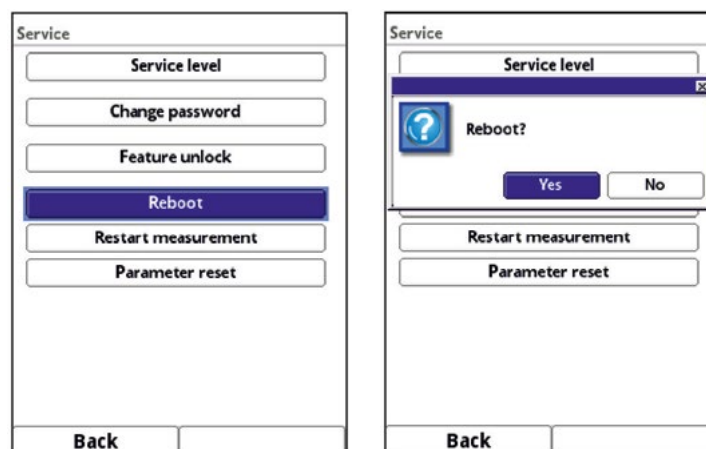 Service
Service level
Change password
Feature unlock
Reboot
Restart measurement
Parameter reset
Back
Service
Service level
Reboot?
Yes
No
Restart measurement
Parameter reset
Back